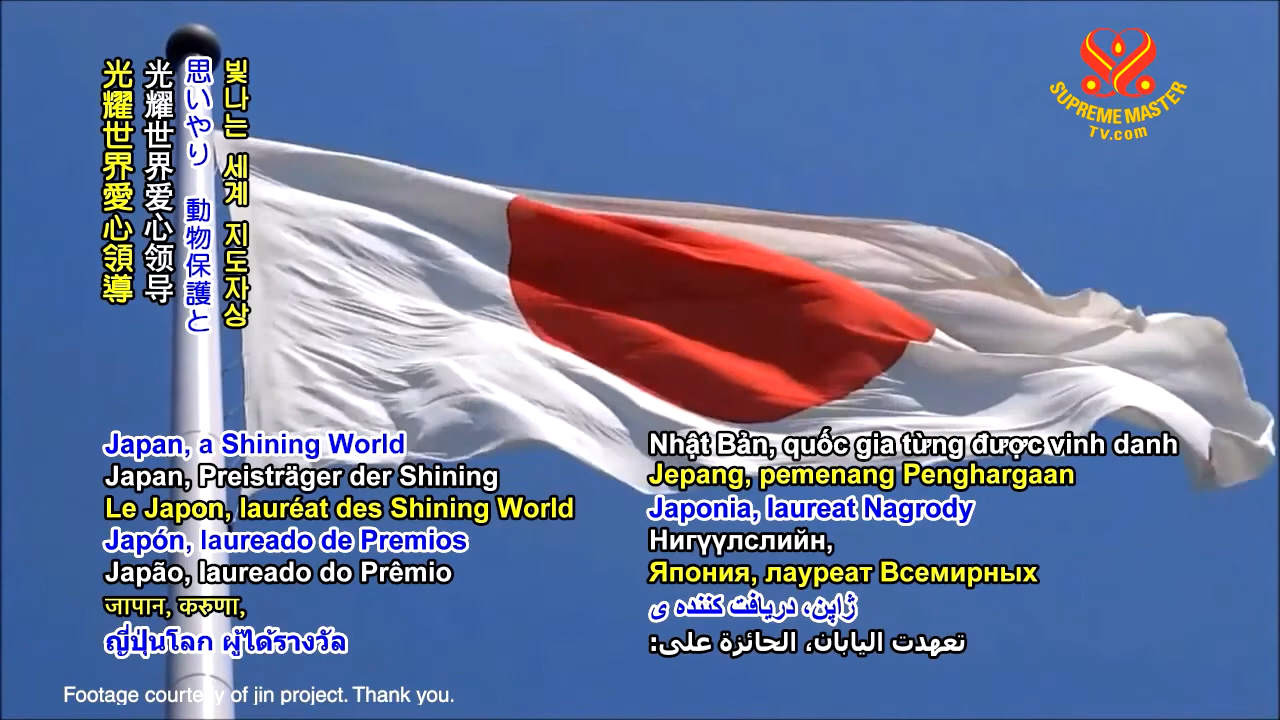 光耀世界愛心領導
光耀世界爱心领导
思いやり 動物保護と
빛나는 세계 지도자상
SUPREME MASTER
TV.com
Japan, a Shining World
Japan, Preisträger der Shining
Le Japon, lauréat des Shining World
Japón, laureado de Premios
Japão, laureado do Prêmio
जापान, करुणा,
ญี่ปุ่นโลก ผู้ได้รางวัล
Nhật Bản, quốc gia từng được vinh danh
Jepang, pemenang Penghargaan
Japonia, laureat Nagrody
Нигүүлслийн,
Япония, лауреат Всемирных
ژاپن، دریافت کننده ی
تعهدت اليابان، الحائزة على:
Footage courtesy of jin project. Thank you.